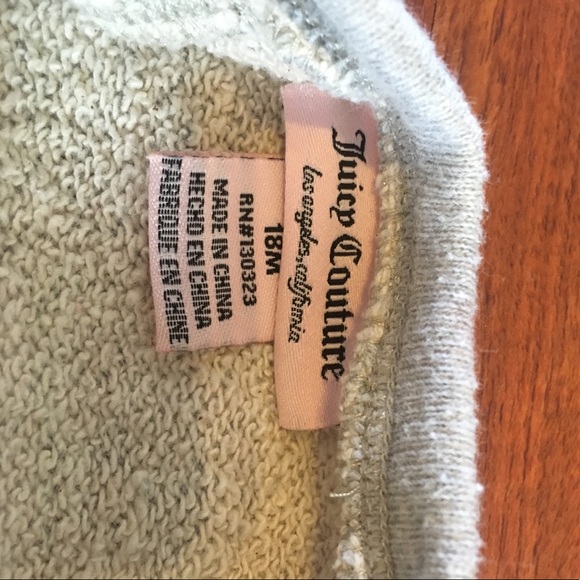 Juicy Couture
los angeles, california
18M
RN#130323
MADE IN CHINA
HECHO EN CHINA
FABRIQUE EN CHINE